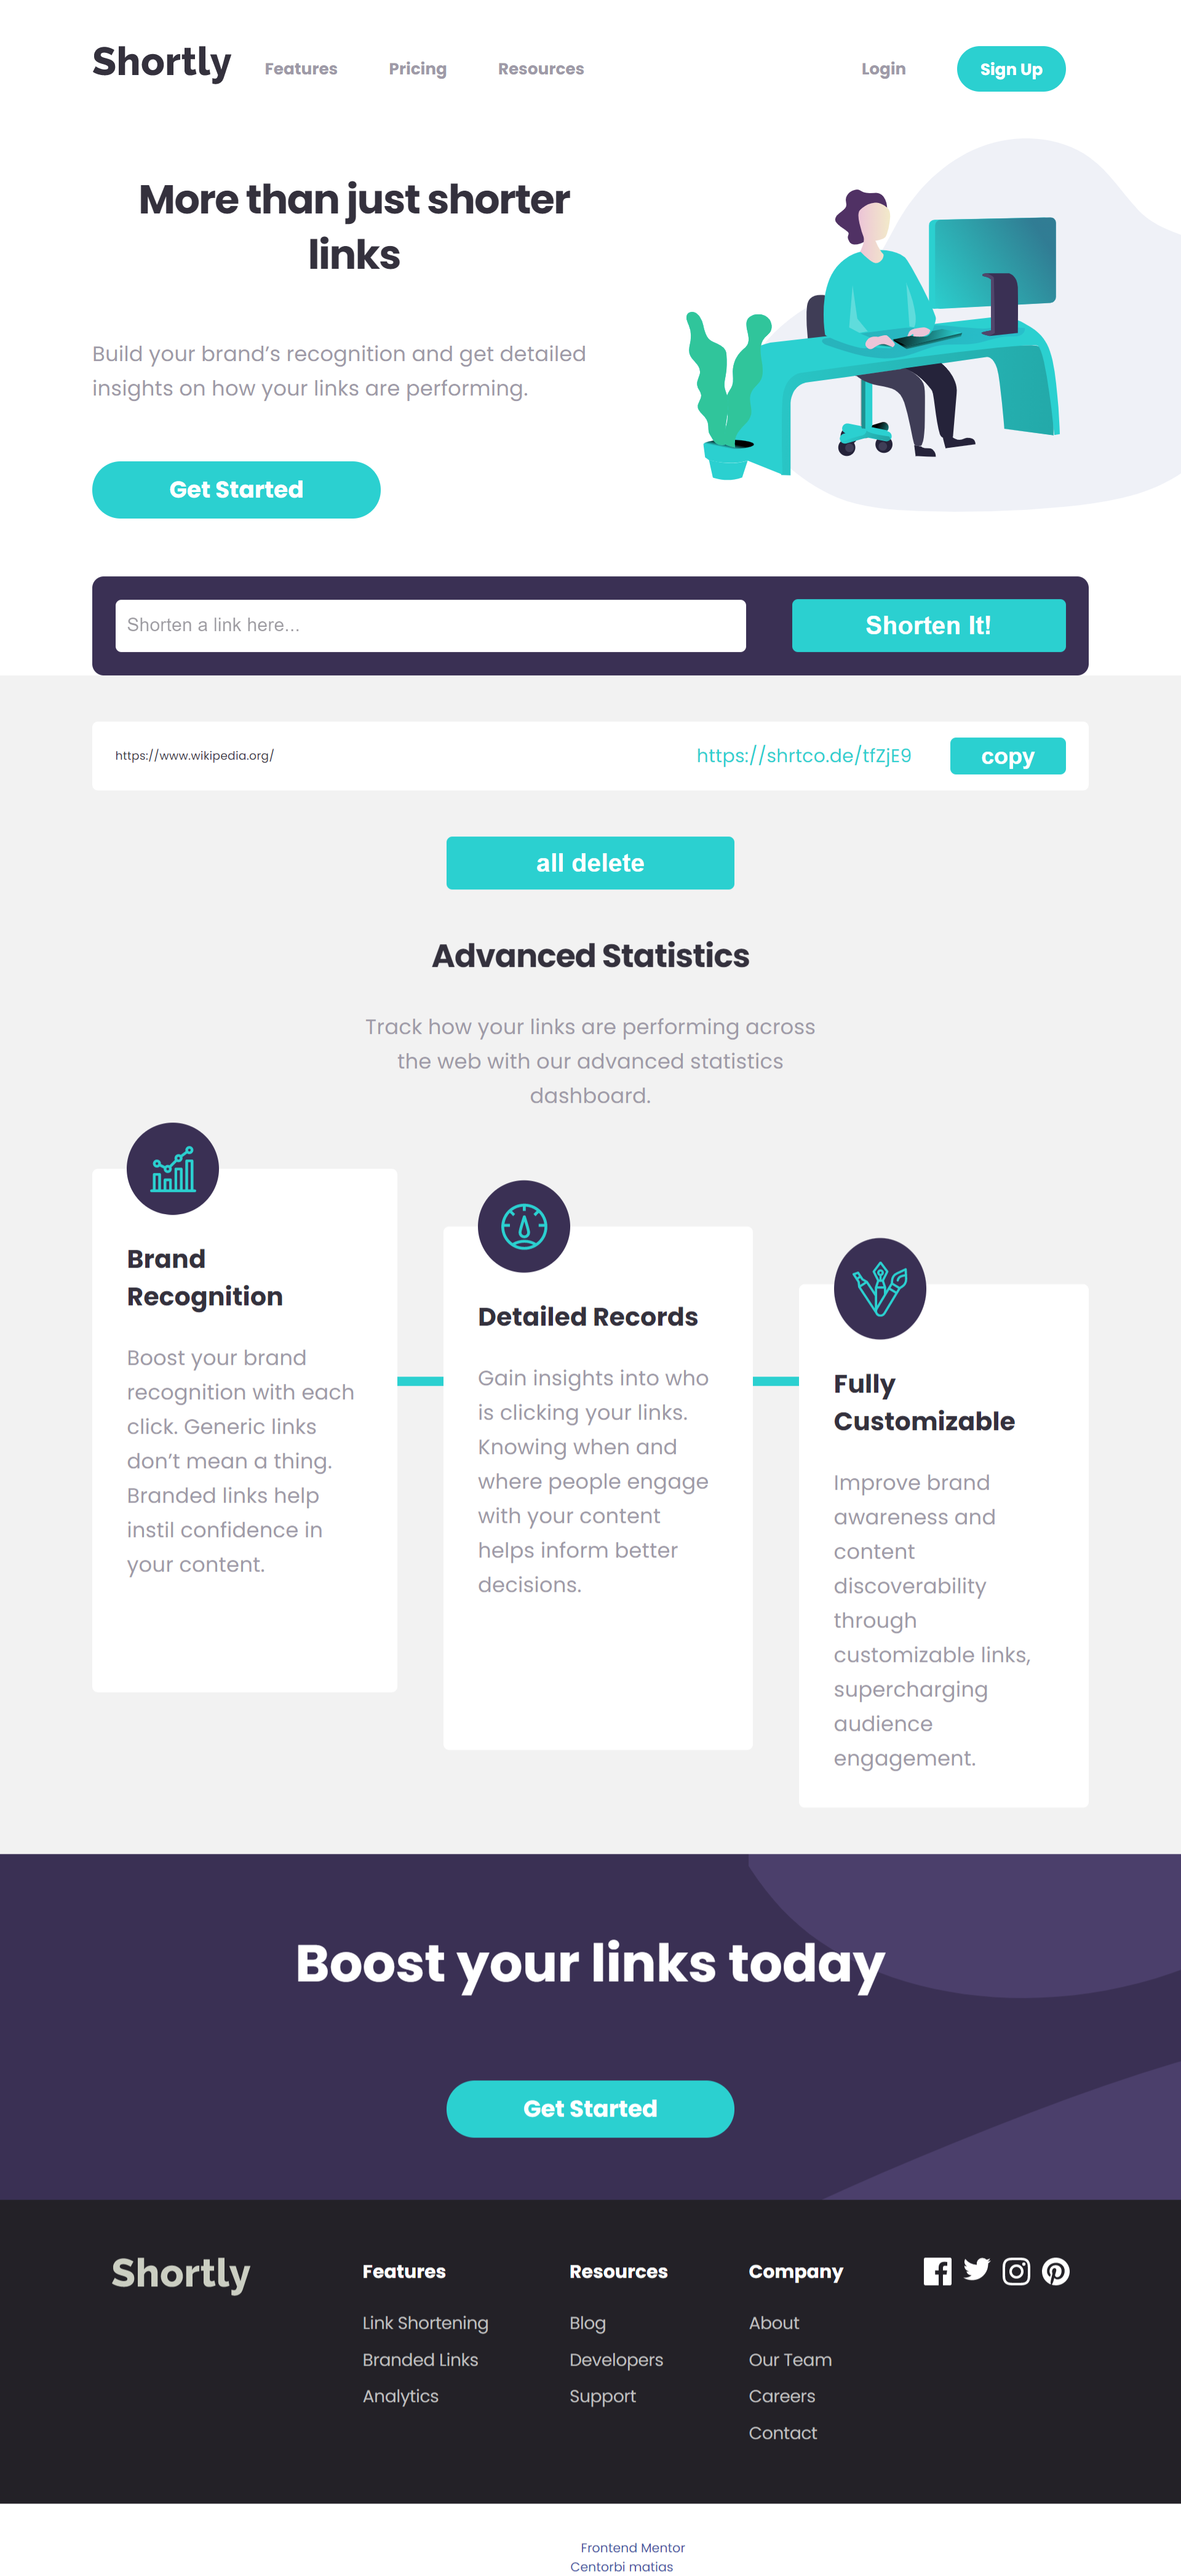 Shortly
Features
Pricing
Resources
Login
Sign Up
More than just shorter
links
Build your brand’s recognition and get detailed
insights on how your links are performing.
Get Started
Shorten a link here...
Shorten It!
https://www.wikipedia.org/
https://shrtco.de/tfZjE9
copy
all delete
Advanced Statistics
Track how your links are performing across
the web with our advanced statistics
dashboard.
Brand
Recognition
Boost your brand
recognition with each
click. Generic links
don’t mean a thing.
Branded links help
instil confidence in
your content.
Detailed Records
Gain insights into who
is clicking your links.
Knowing when and
where people engage
with your content
helps inform better
decisions.
Fully
Customizable
Improve brand
awareness and
content
discoverability
through
customizable links,
supercharging
audience
engagement.
Boost your links today
Get Started
Shortly
Features
Link Shortening
Branded Links
Analytics
Resources
Blog
Developers
Support
Company
About
Our Team
Careers
Contact
Frontend Mentor
Centorbi matias